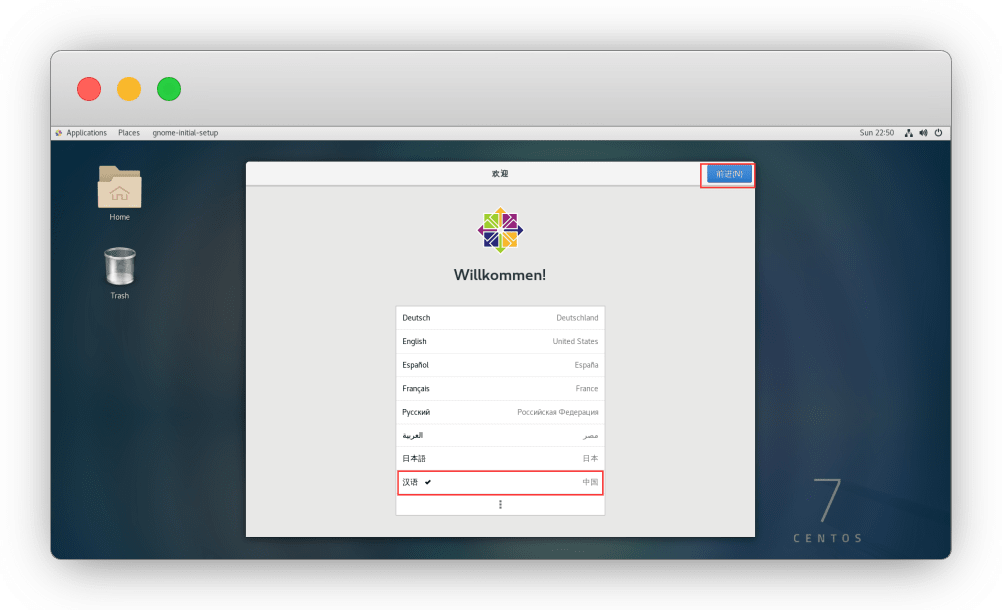 Applications Places gnome-initial-setup Sun 22:50
欢迎 前进(N)
Home
Trash
Willkommen!
Deutsch Deutschland
English United States
Español España
Français France
Русский Российская Федерация
العربية مصر
日本語 日本
汉语 中国
7
CENTOS